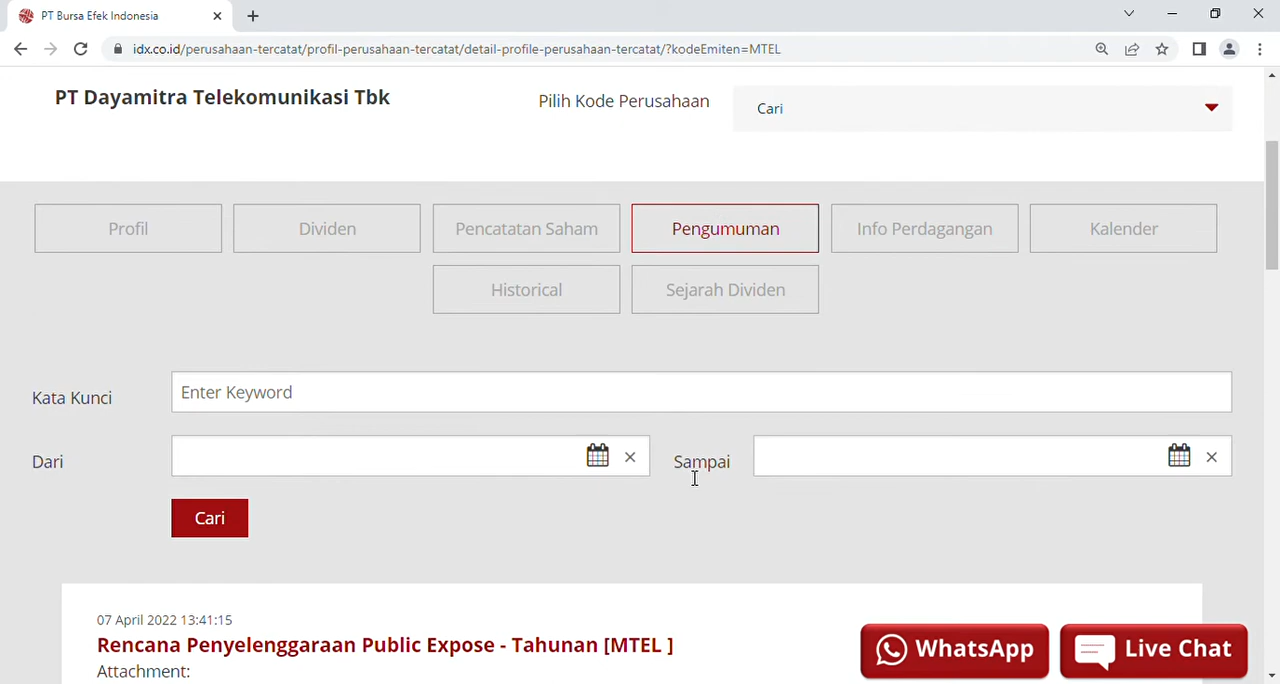 PT Bursa Efek Indonesia
idx.co.id/perusahaan-tercatat/profil-perusahaan-tercatat/detail-profile-perusahaan-tercatat/?kodeEmiten=MTEL
PT Dayamitra Telekomunikasi Tbk
Pilih Kode Perusahaan
Cari
Profil
Dividen
Pencatatan Saham
Pengumuman
Info Perdagangan
Kalender
Historical
Sejarah Dividen
Kata Kunci
Enter Keyword
Dari
Sampai
Cari
07 April 2022 13:41:15
Rencana Penyelenggaraan Public Expose - Tahunan [MTEL ]
Attachment:
WhatsApp
Live Chat